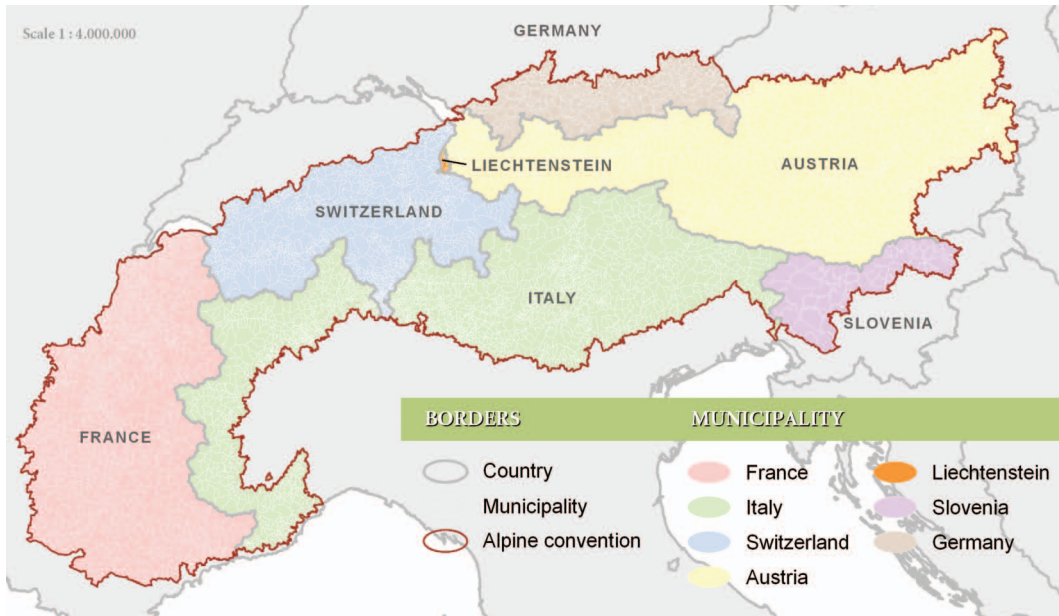 Scale 1 : 4.000.000
GERMANY
LIECHTENSTEIN
AUSTRIA
SWITZERLAND
ITALY
SLOVENIA
FRANCE
BORDERS
Country
Municipality
Alpine convention
MUNICIPALITY
France
Italy
Switzerland
Austria
Liechtenstein
Slovenia
Germany